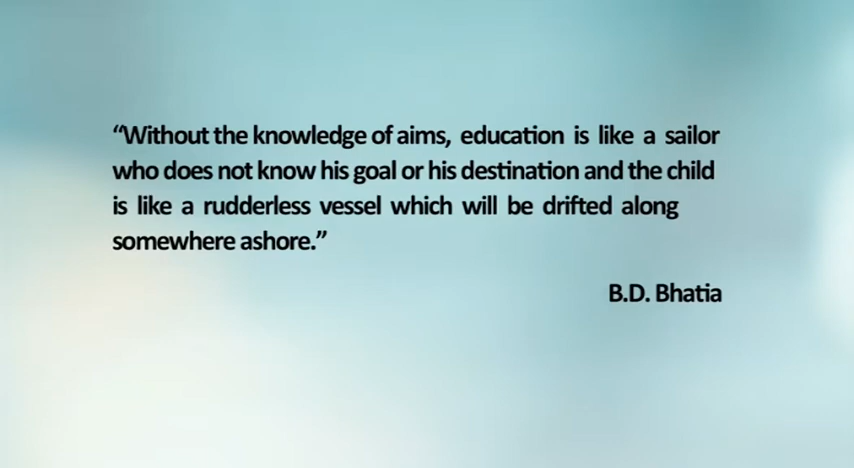 “Without the knowledge of aims, education is like a sailor
who does not know his goal or his destination and the child
is like a rudderless vessel which will be drifted along
somewhere ashore.”
B.D. Bhatia